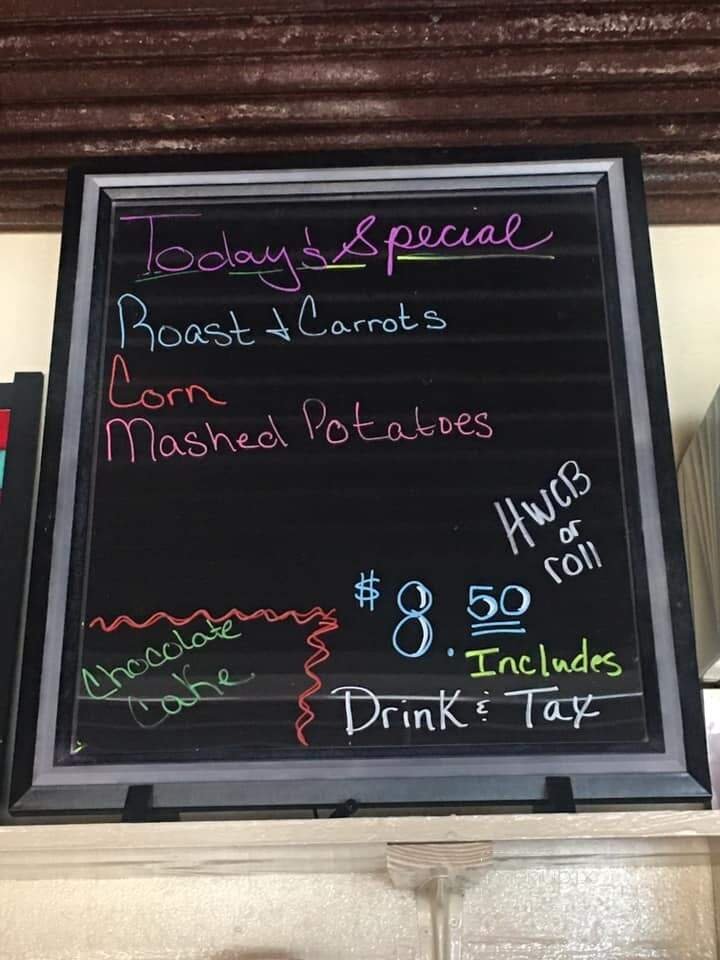 Today's Special
Roast & Carrots
Corn
Mashed Potatoes
HWCB
or
roll
$8.50
Includes
Drink & Tax
Chocolate
Cake